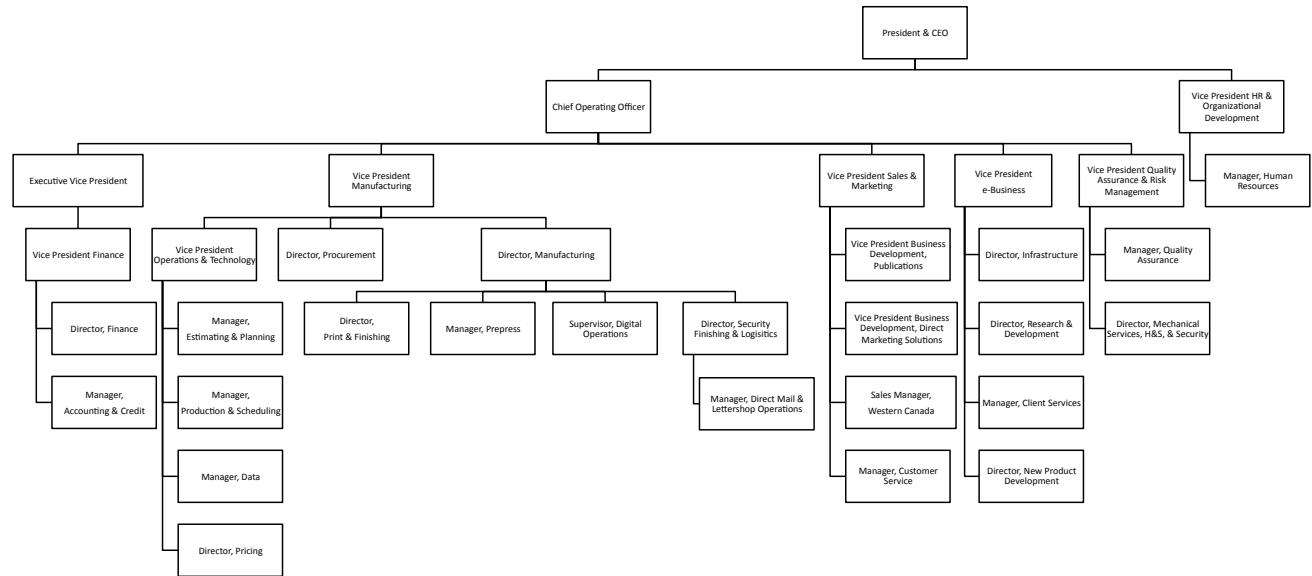 President & CEO
Chief Operating Officer
Vice President HR &
Organizational
Development
Executive Vice President
Vice President
Manufacturing
Vice President Sales &
Marketing
Vice President
e-Business
Vice President Quality
Assurance & Risk
Management
Manager, Human
Resources
Vice President Finance
Vice President
Operations & Technology
Director, Procurement
Director, Manufacturing
Vice President Business
Development,
Publications
Director, Infrastructure
Manager, Quality
Assurance
Director, Finance
Manager,
Estimating & Planning
Director,
Print & Finishing
Manager, Prepress
Supervisor, Digital
Operations
Director, Security
Finishing & Logisitics
Vice President Business
Development, Direct
Marketing Solutions
Director, Research &
Development
Director, Mechanical
Services, H&S, & Security
Manager,
Accounting & Credit
Manager,
Production & Scheduling
Manager, Direct Mail &
Lettershop Operations
Sales Manager,
Western Canada
Manager, Client Services
Manager, Data
Manager, Customer
Service
Director, New Product
Development
Director, Pricing